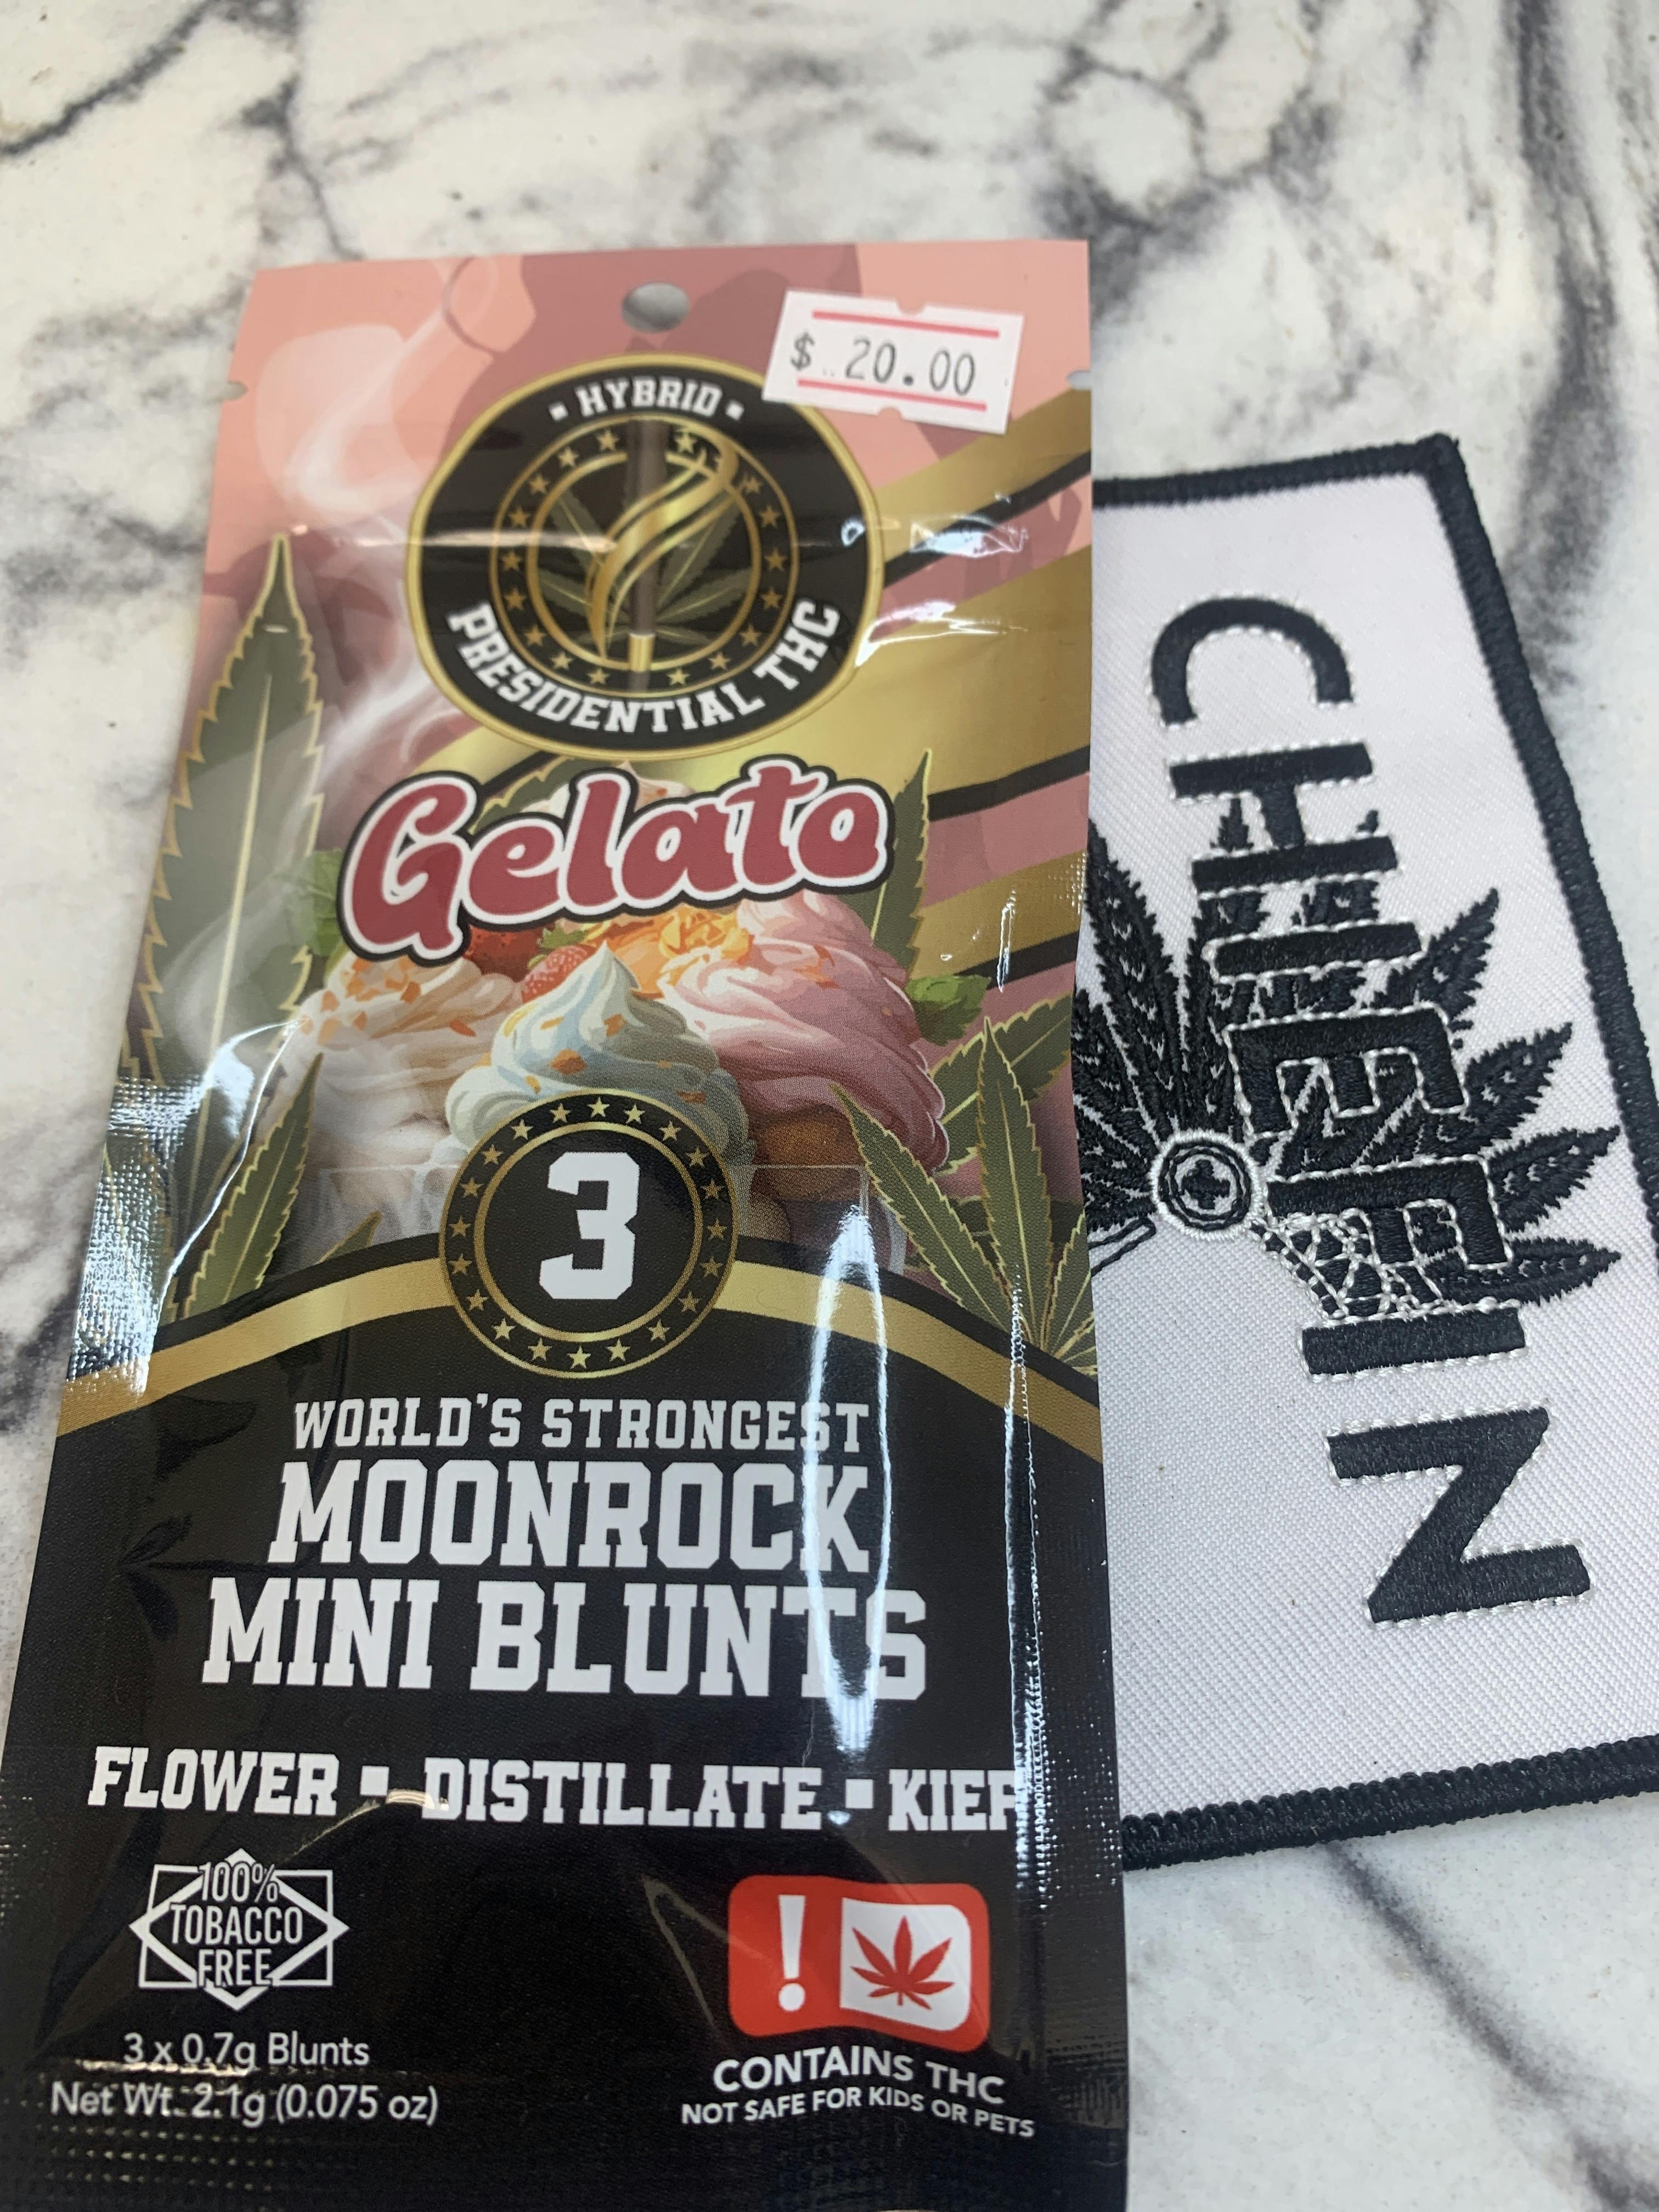 $ 20.00
▪ HYBRID ▪
PRESIDENTIAL THC
Gelato
3
WORLD'S STRONGEST
MOONROCK
MINI BLUNTS
FLOWER ▪ DISTILLATE ▪ KIEF
100%
TOBACCO
FREE
3 x 0.7g Blunts
Net Wt. 2.1g (0.075 oz)
!
CONTAINS THC
NOT SAFE FOR KIDS OR PETS
CHIEFIN